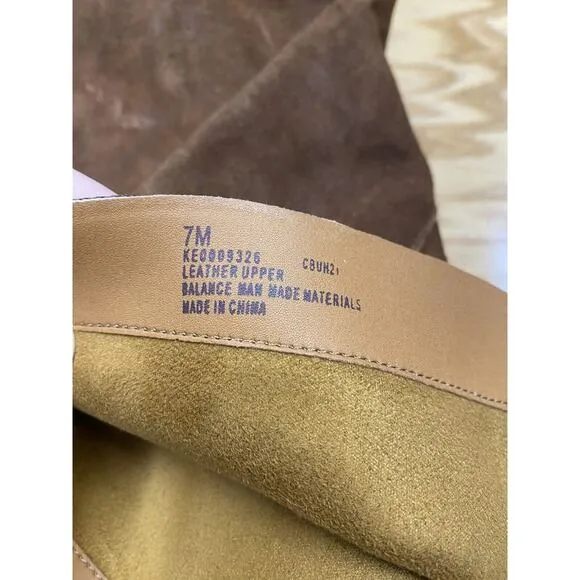 7M
KE0009326 CBUH21
LEATHER UPPER
BALANCE MAN MADE MATERIALS
MADE IN CHINA